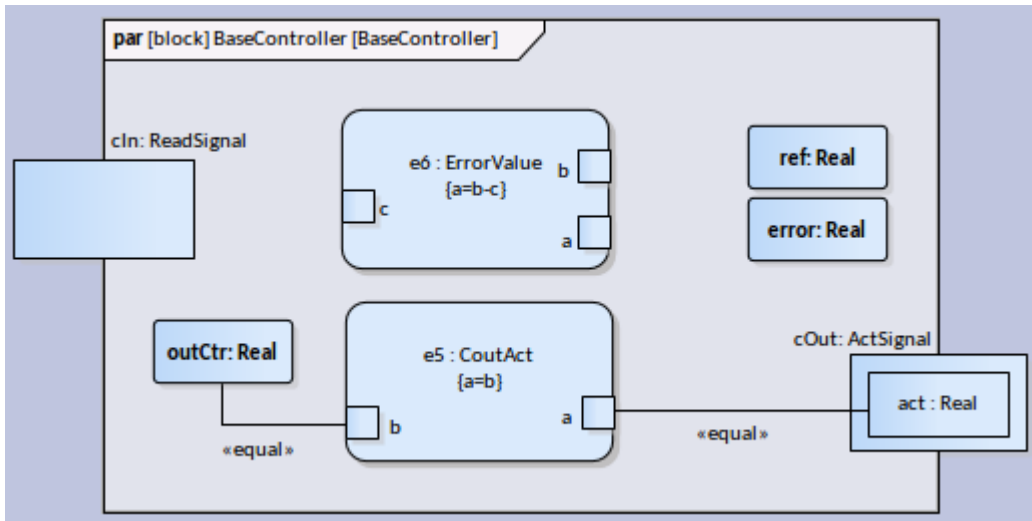 par [block] BaseController [BaseController]
cIn: ReadSignal
e6 : ErrorValue
{a=b-c}
b
c
a
ref: Real
error: Real
outCtr: Real
e5 : CoutAct
{a=b}
b
a
«equal»
«equal»
cOut: ActSignal
act : Real